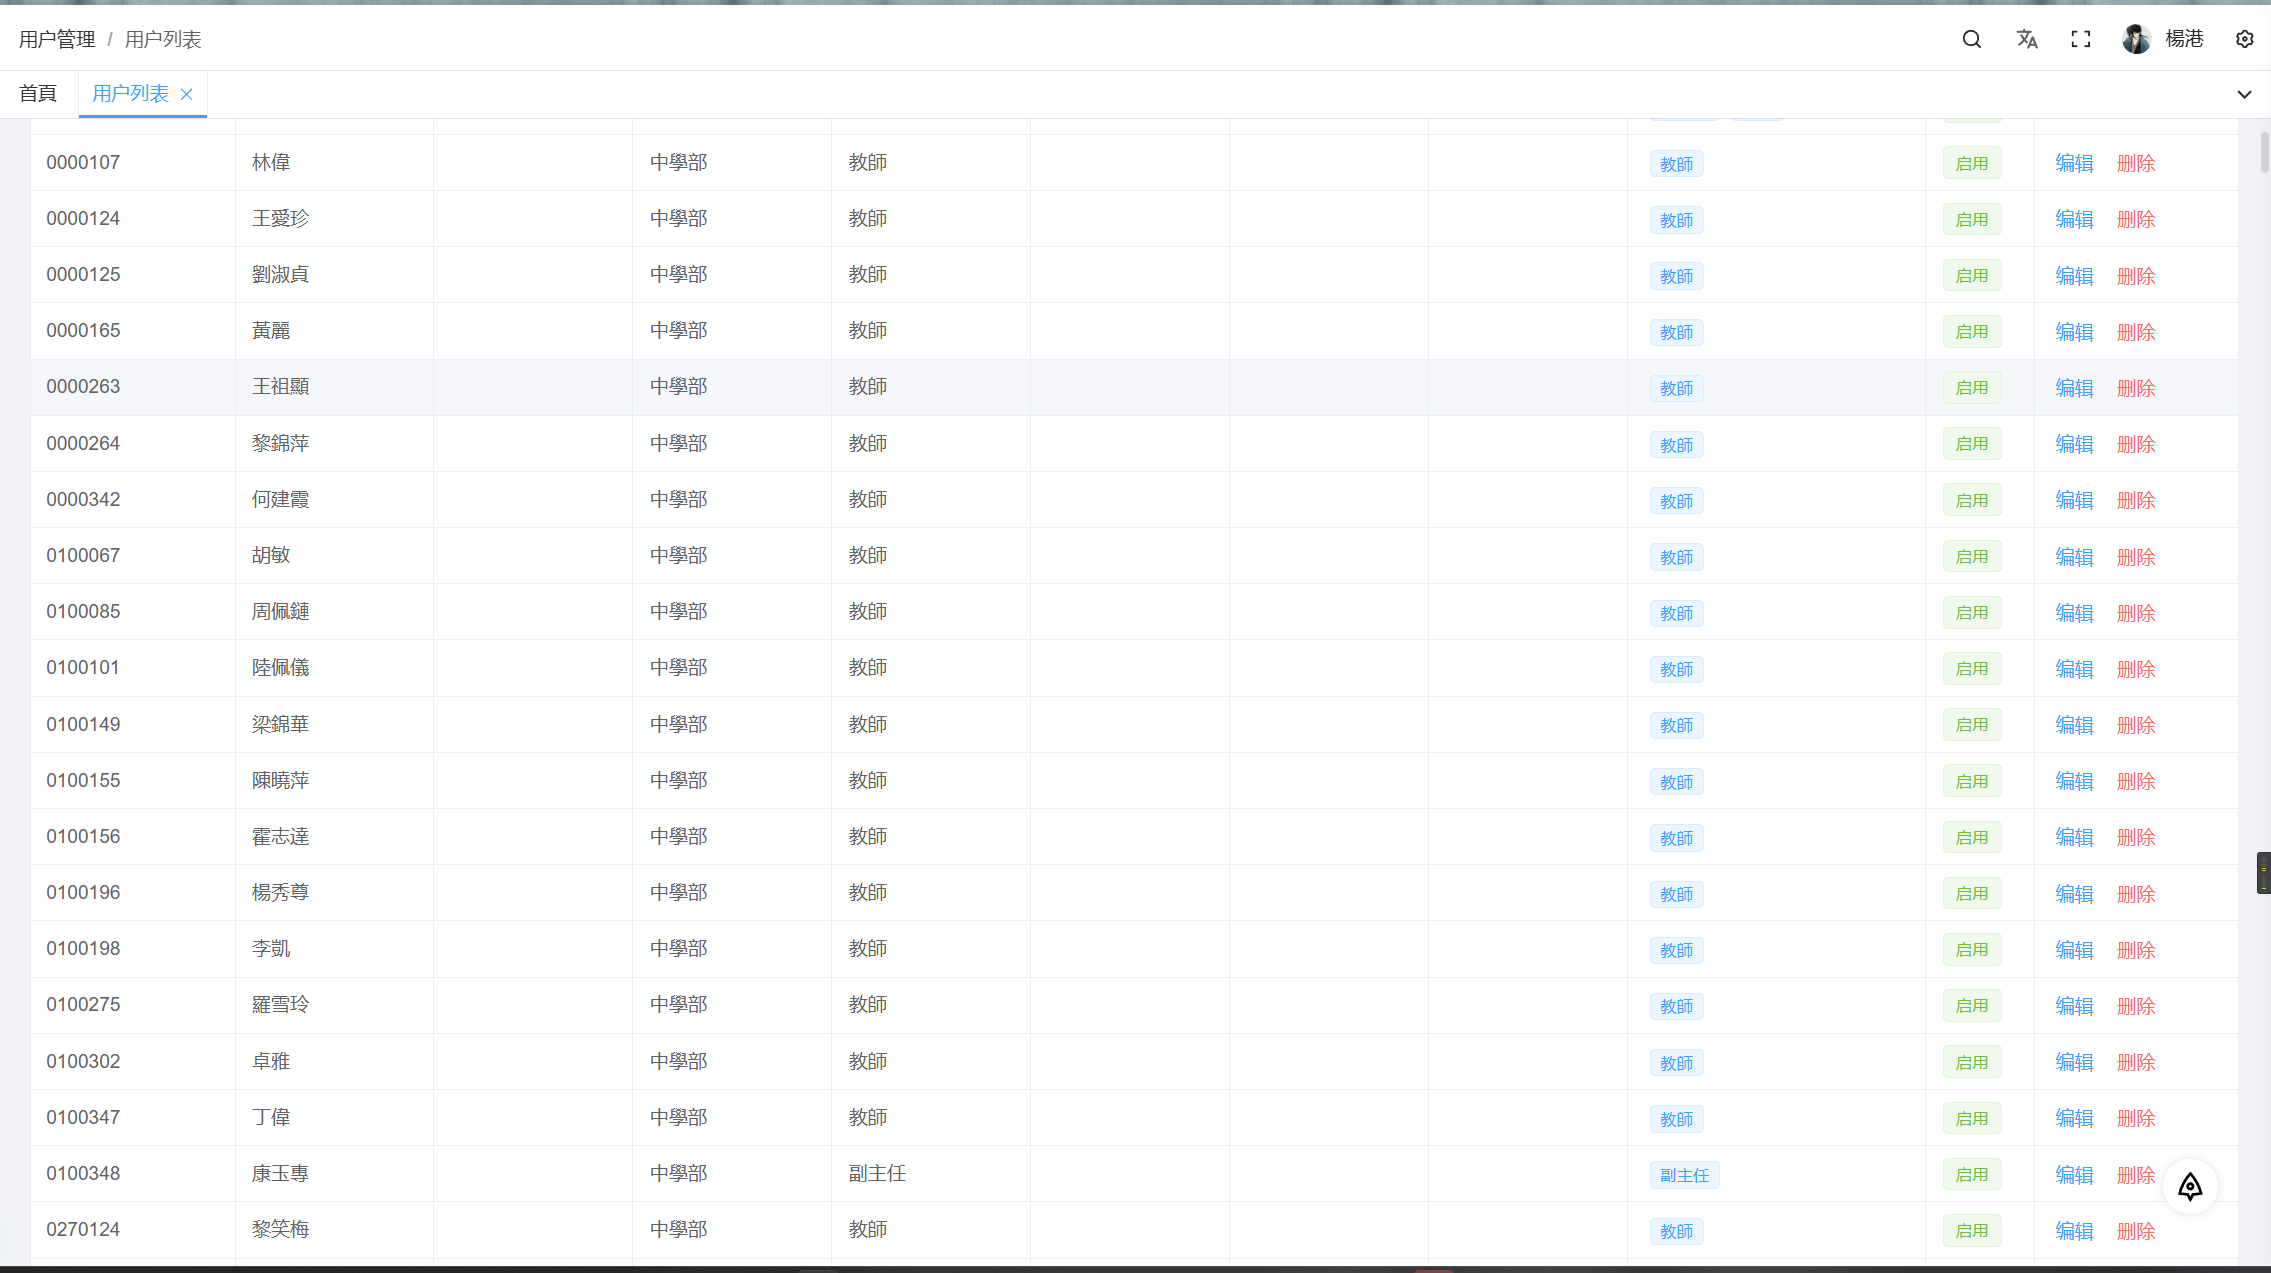 用户管理 / 用户列表 楊港
首頁 用户列表
0000107 林偉 中學部 教師 教師 启用 编辑 删除
0000124 王愛珍 中學部 教師 教師 启用 编辑 删除
0000125 劉淑貞 中學部 教師 教師 启用 编辑 删除
0000165 黃麗 中學部 教師 教師 启用 编辑 删除
0000263 王祖顯 中學部 教師 教師 启用 编辑 删除
0000264 黎錦萍 中學部 教師 教師 启用 编辑 删除
0000342 何建霞 中學部 教師 教師 启用 编辑 删除
0100067 胡敏 中學部 教師 教師 启用 编辑 删除
0100085 周佩鏈 中學部 教師 教師 启用 编辑 删除
0100101 陸佩儀 中學部 教師 教師 启用 编辑 删除
0100149 梁錦華 中學部 教師 教師 启用 编辑 删除
0100155 陳曉萍 中學部 教師 教師 启用 编辑 删除
0100156 霍志達 中學部 教師 教師 启用 编辑 删除
0100196 楊秀尊 中學部 教師 教師 启用 编辑 删除
0100198 李凱 中學部 教師 教師 启用 编辑 删除
0100275 羅雪玲 中學部 教師 教師 启用 编辑 删除
0100302 卓雅 中學部 教師 教師 启用 编辑 删除
0100347 丁偉 中學部 教師 教師 启用 编辑 删除
0100348 康玉專 中學部 副主任 副主任 启用 编辑 删除
0270124 黎笑梅 中學部 教師 教師 启用 编辑 删除